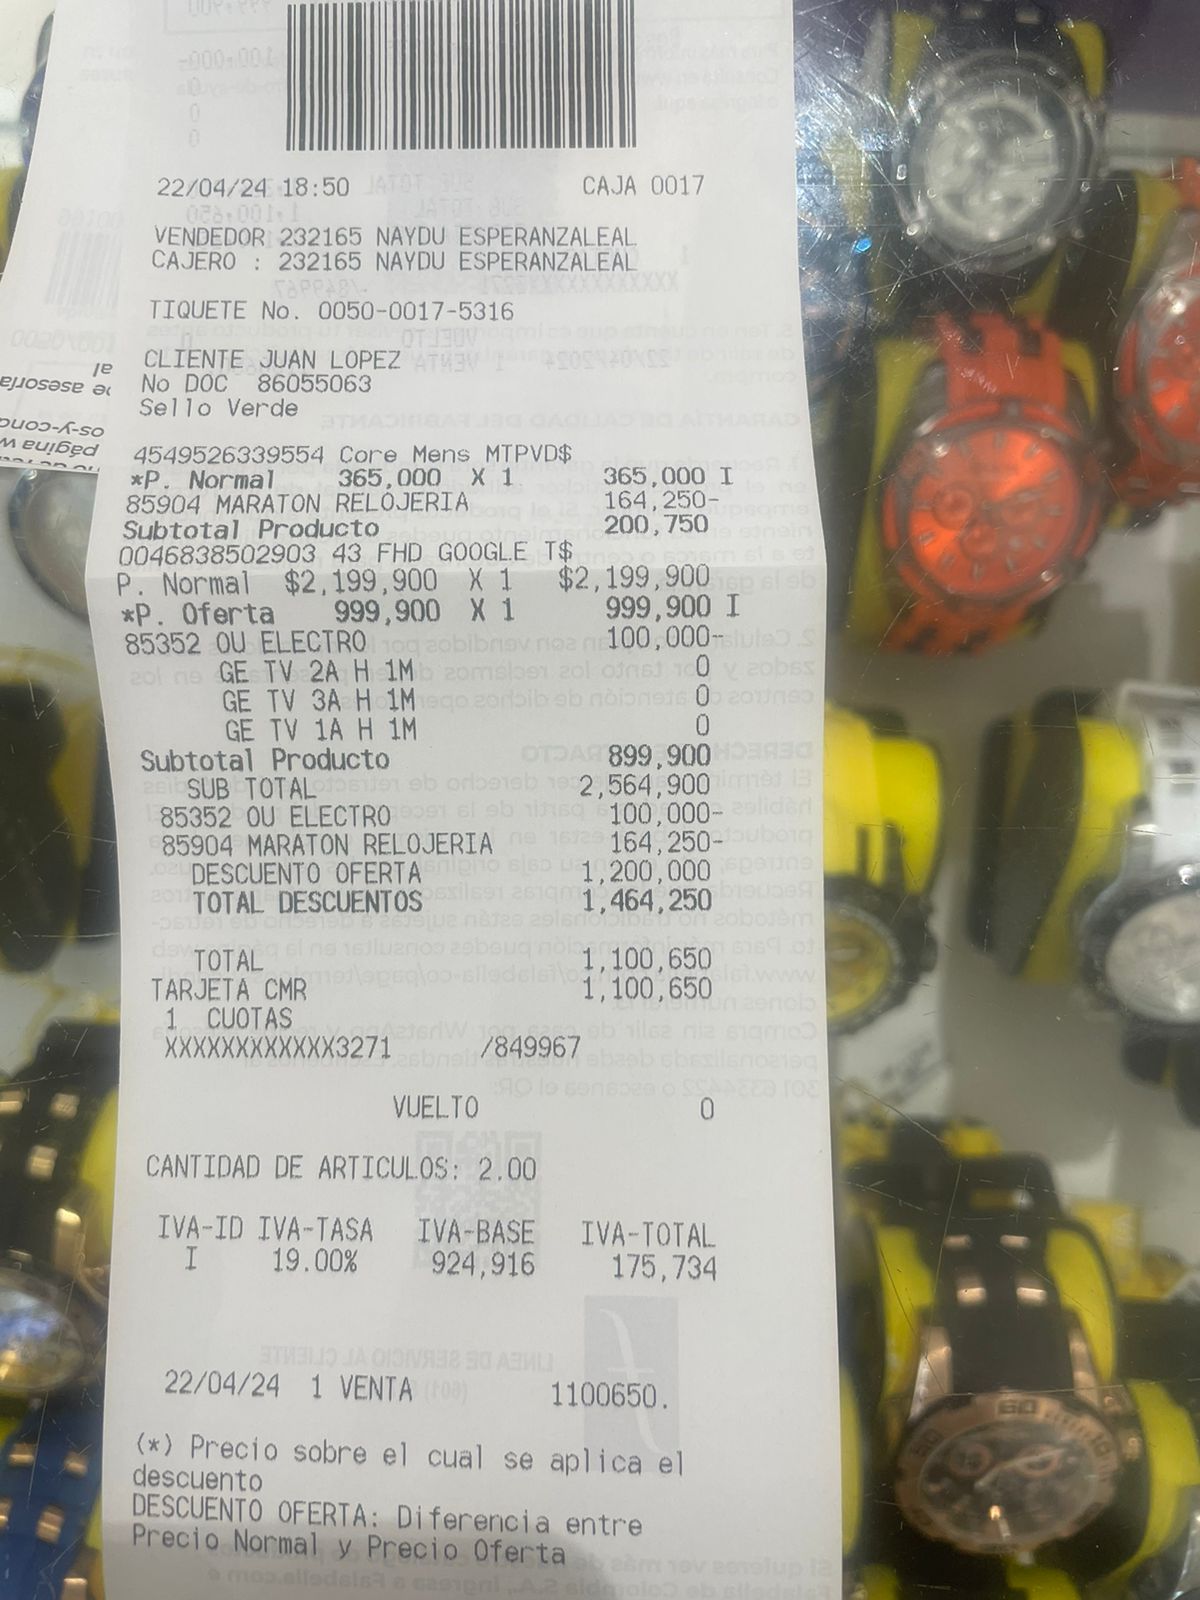 22/04/24 18:50 CAJA 0017
VENDEDOR 232165 NAYDU ESPERANZALEAL
CAJERO : 232165 NAYDU ESPERANZALEAL
TIQUETE No. 0050-0017-5316
CLIENTE JUAN LOPEZ
No DOC 86055063
Sello Verde
4549526339554 Core Mens MTPVD$
*P. Normal 365,000 X 1 365,000 I
85904 MARATON RELOJERIA 164,250-
Subtotal Producto 200,750
0046838502903 43 FHD GOOGLE T$
P. Normal $2,199,900 X 1 $2,199,900
*P. Oferta 999,900 X 1 999,900 I
85352 OU ELECTRO 100,000-
GE TV 2A H 1M 0
GE TV 3A H 1M 0
GE TV 1A H 1M 0
Subtotal Producto 899,900
SUB TOTAL 2,564,900
85352 OU ELECTRO 100,000-
85904 MARATON RELOJERIA 164,250-
DESCUENTO OFERTA 1,200,000
TOTAL DESCUENTOS 1,464,250
TOTAL 1,100,650
TARJETA CMR 1,100,650
1 CUOTAS
XXXXXXXXXXXX3271 /849967
VUELTO 0
CANTIDAD DE ARTICULOS: 2.00
IVA-ID IVA-TASA IVA-BASE IVA-TOTAL
I 19.00% 924,916 175,734
22/04/24 1 VENTA 1100650.
(*) Precio sobre el cual se aplica el
descuento
DESCUENTO OFERTA: Diferencia entre
Precio Normal y Precio Oferta